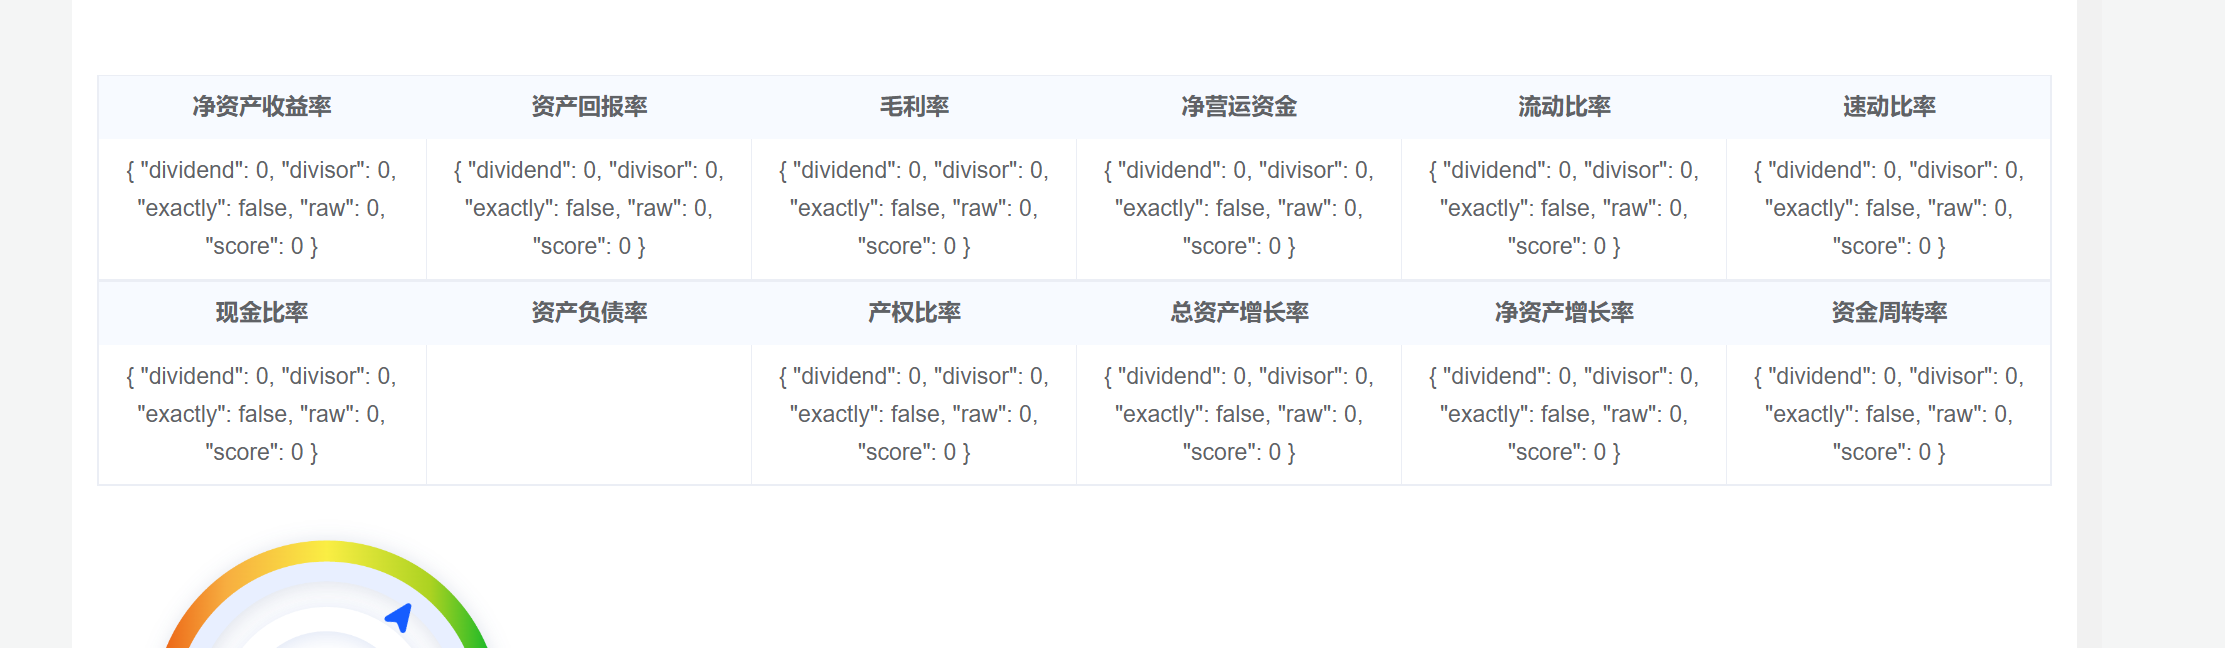 净资产收益率 资产回报率 毛利率 净营运资金 流动比率 速动比率
{ "dividend": 0, "divisor": 0, { "dividend": 0, "divisor": 0, { "dividend": 0, "divisor": 0, { "dividend": 0, "divisor": 0, { "dividend": 0, "divisor": 0, { "dividend": 0, "divisor": 0,
"exactly": false, "raw": 0, "exactly": false, "raw": 0, "exactly": false, "raw": 0, "exactly": false, "raw": 0, "exactly": false, "raw": 0, "exactly": false, "raw": 0,
"score": 0 } "score": 0 } "score": 0 } "score": 0 } "score": 0 } "score": 0 }
现金比率 资产负债率 产权比率 总资产增长率 净资产增长率 资金周转率
{ "dividend": 0, "divisor": 0, { "dividend": 0, "divisor": 0, { "dividend": 0, "divisor": 0, { "dividend": 0, "divisor": 0, { "dividend": 0, "divisor": 0,
"exactly": false, "raw": 0, "exactly": false, "raw": 0, "exactly": false, "raw": 0, "exactly": false, "raw": 0, "exactly": false, "raw": 0,
"score": 0 } "score": 0 } "score": 0 } "score": 0 } "score": 0 }